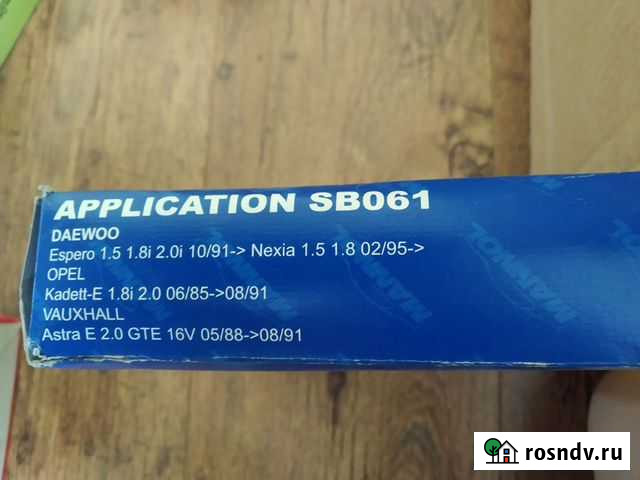 APPLICATION SB061
DAEWOO
Espero 1.5 1.8i 2.0i 10/91-> Nexia 1.5 1.8 02/95->
OPEL
Kadett-E 1.8i 2.0 06/85->08/91
VAUXHALL
Astra E 2.0 GTE 16V 05/88->08/91
MANNOL
MANNOL
rosndv.ru